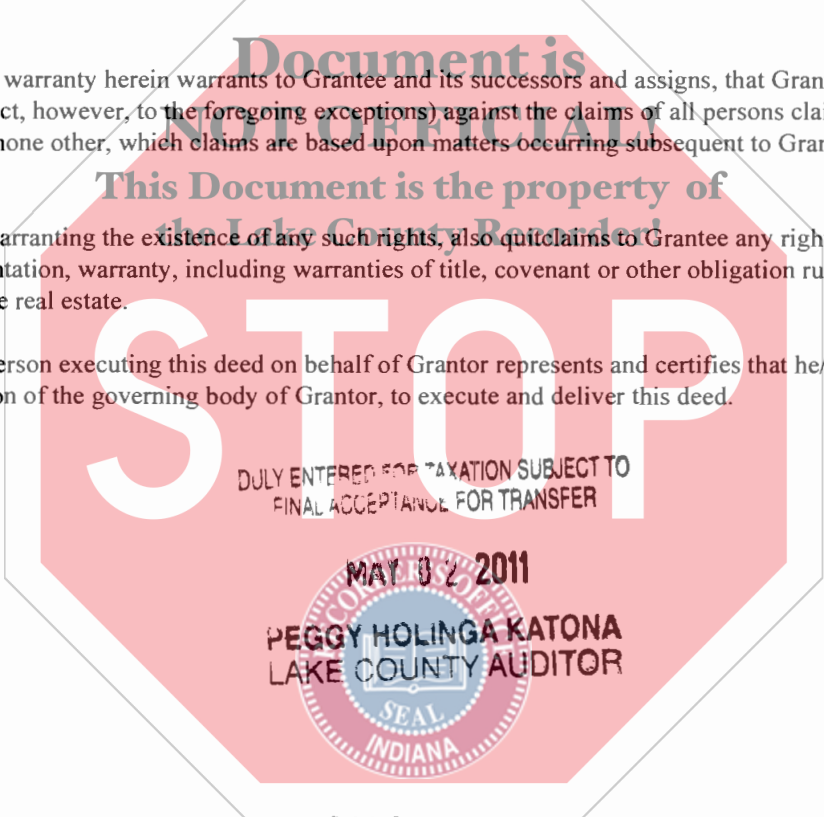 Document is
warranty herein warrants to Grantee and its successors and assigns, that Gran
ct, however, to the foregoing exceptions) against the claims of all persons clai
NOT OFFICIAL!
none other, which claims are based upon matters occurring subsequent to Gran
This Document is the property of
the Lake County Recorder!
arranting the existence of any such rights, also quitclaims to Grantee any righ
tation, warranty, including warranties of title, covenant or other obligation ru
e real estate.
STOP
erson executing this deed on behalf of Grantor represents and certifies that he/
on of the governing body of Grantor, to execute and deliver this deed.
DULY ENTERED FOR TAXATION SUBJECT TO
FINAL ACCEPTANCE FOR TRANSFER
MAY 02 2011
RECORDER'S OFFICE
PEGGY HOLINGA KATONA
LAKE COUNTY AUDITOR
SEAL
INDIANA